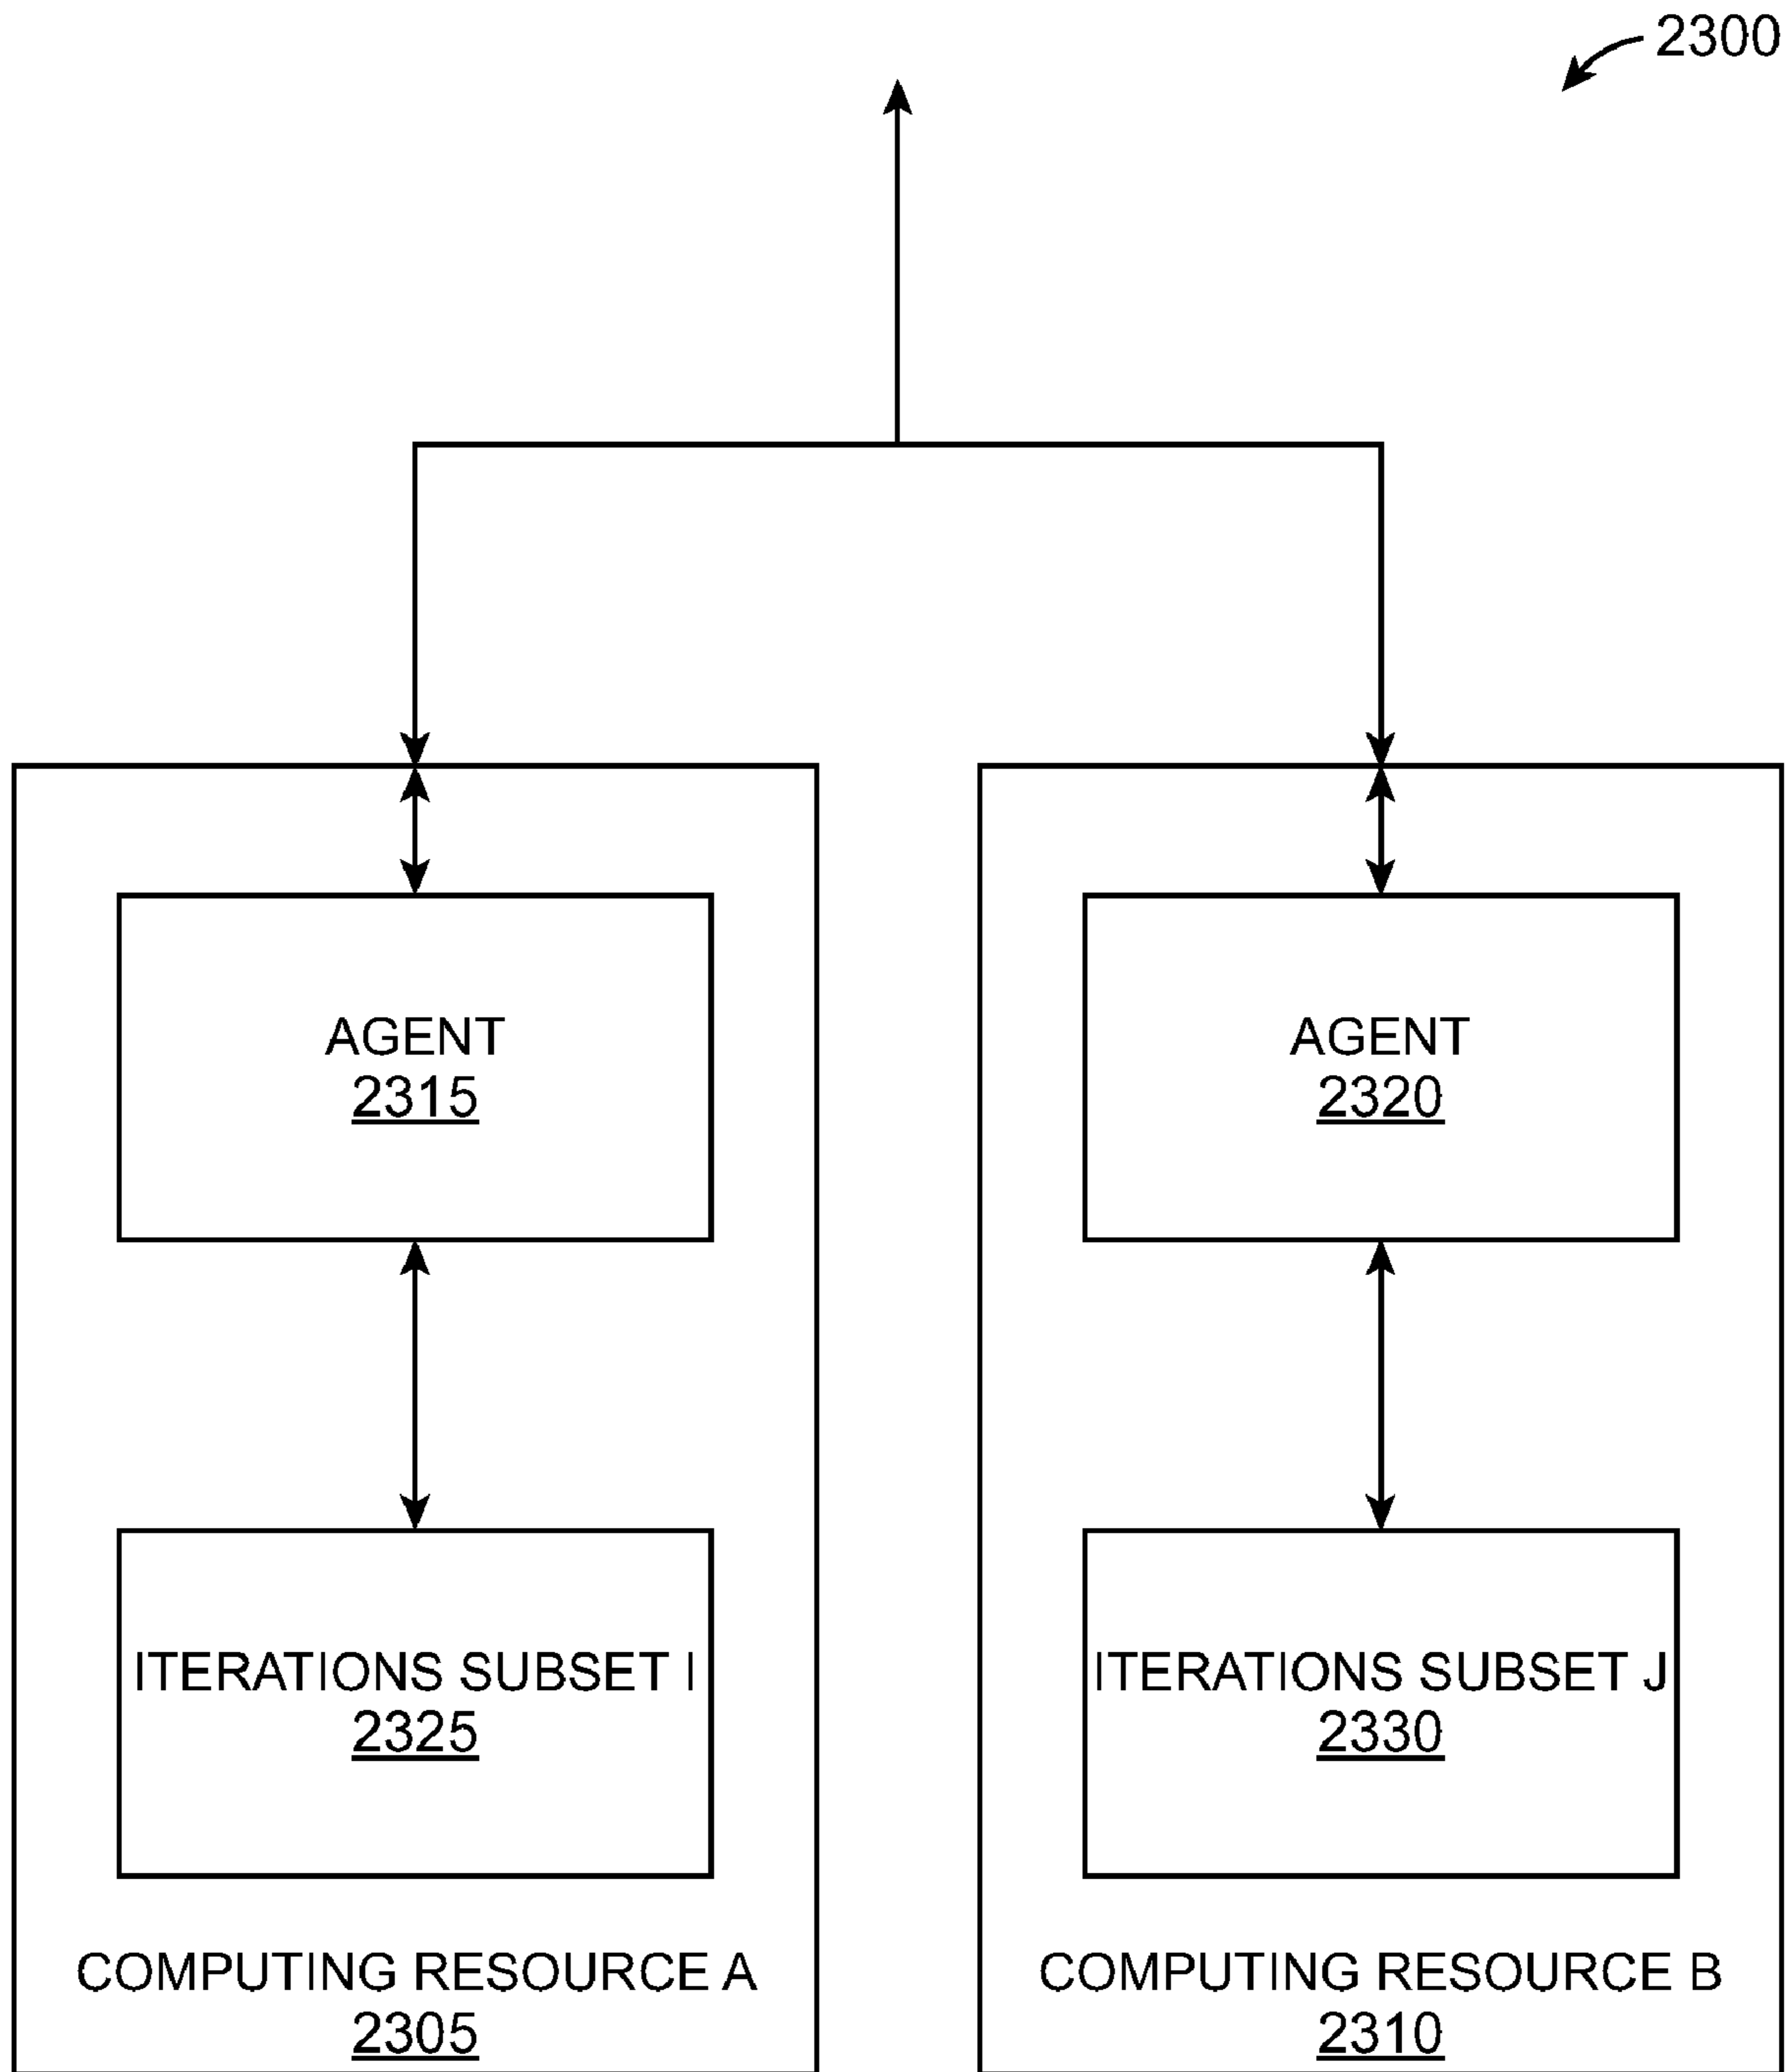 2300
AGENT
2315
AGENT
2320
ITERATIONS SUBSET I
2325
ITERATIONS SUBSET J
2330
COMPUTING RESOURCE A
2305
COMPUTING RESOURCE B
2310